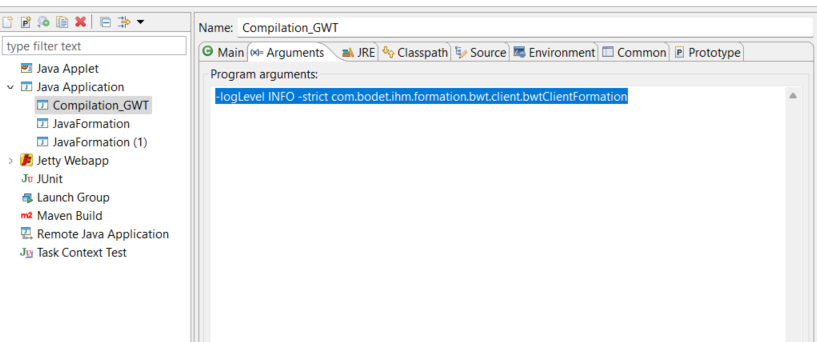 Name: Compilation_GWT
type filter text
Java Applet
Java Application
Compilation_GWT
JavaFormation
JavaFormation (1)
Jetty Webapp
Ju JUnit
Launch Group
m2 Maven Build
Remote Java Application
Task Context Test
Main (x)= Arguments JRE Classpath Source Environment Common Prototype
Program arguments:
-logLevel INFO -strict com.bodet.ihm.formation.bwt.client.bwtClientFormation